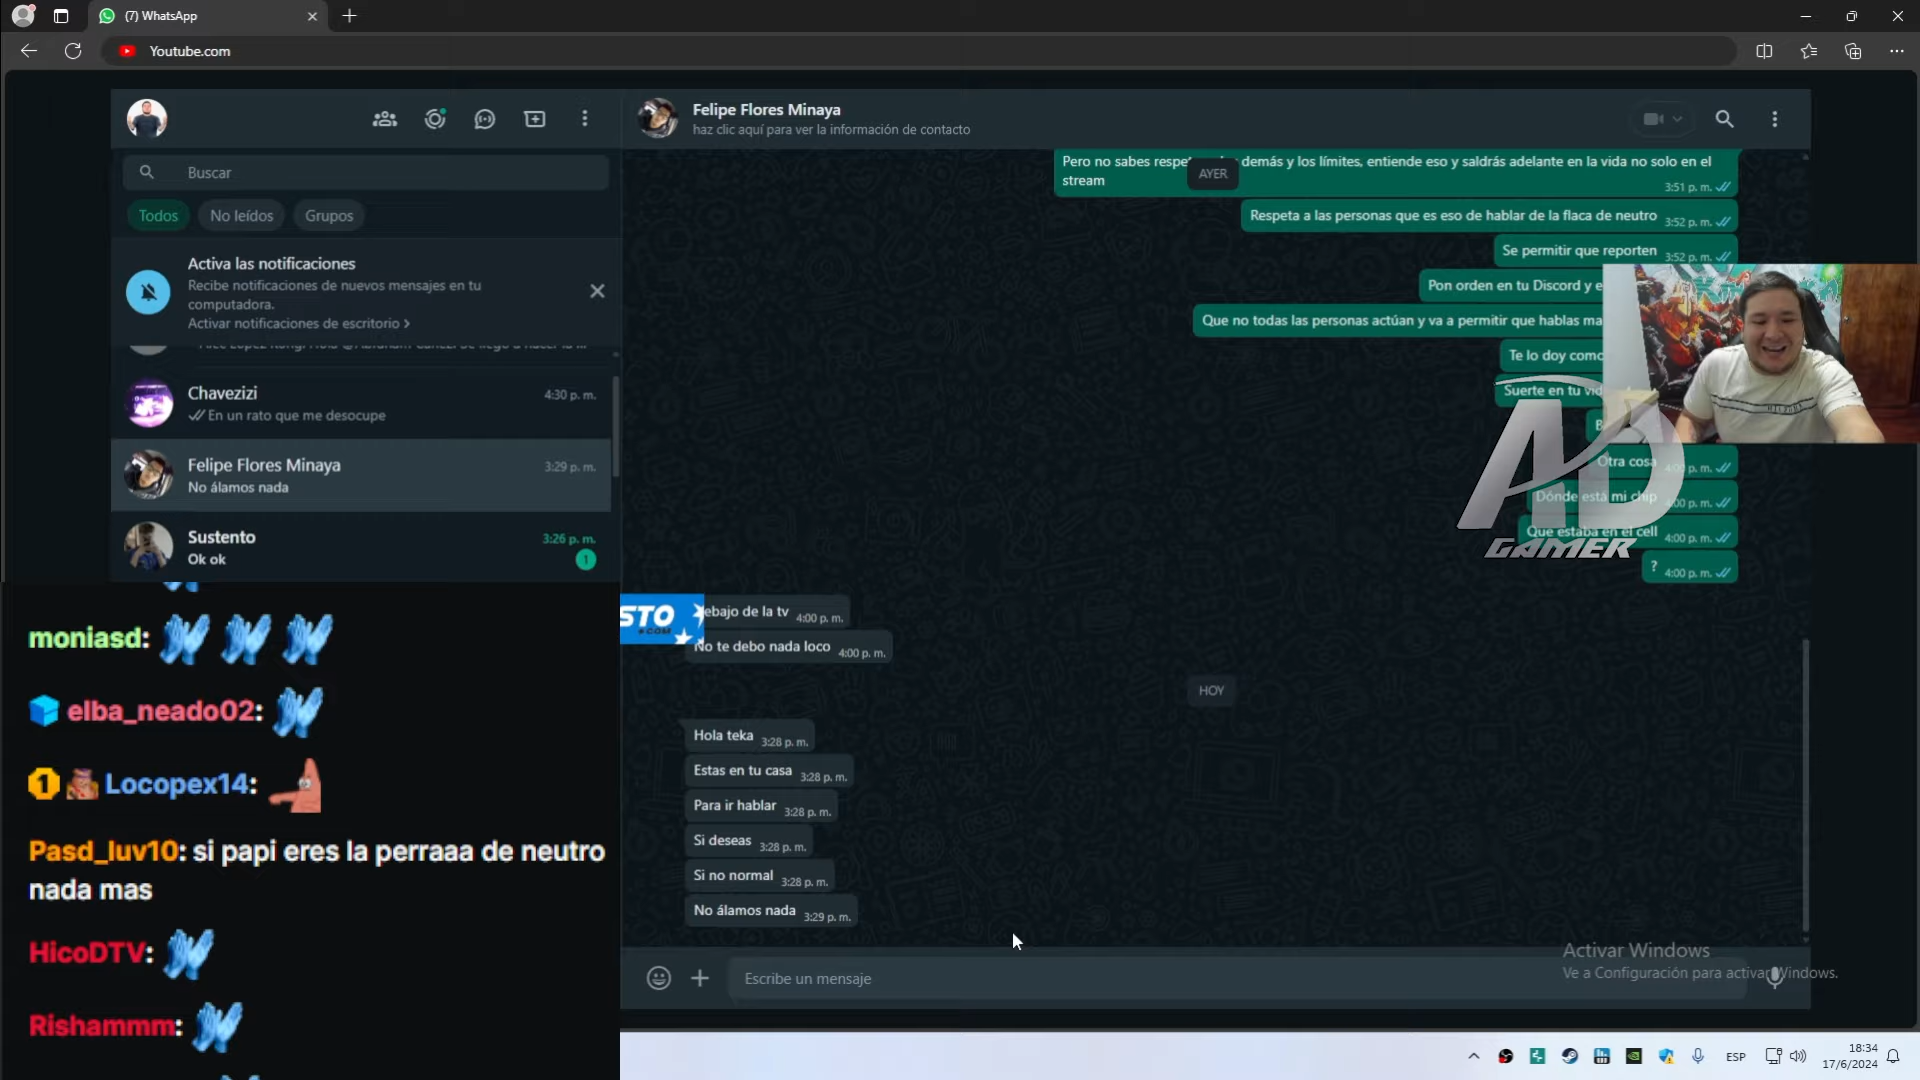 (7) WhatsApp
Youtube.com
Felipe Flores Minaya
haz clic aquí para ver la información de contacto
Buscar
Todos
No leídos
Grupos
Activa las notificaciones
Recibe notificaciones de nuevos mensajes en tu
computadora.
Activar notificaciones de escritorio
Chavezizi
4:30 p. m.
En un rato que me desocupe
Felipe Flores Minaya
3:29 p. m.
No álamos nada
Sustento
3:26 p. m.
Ok ok
1
Pero no sabes demás y los límites, entiende eso y saldrás adelante en la vida no solo en el
stream
3:51 p. m.
AYER
Respeta a las personas que es eso de hablar de la flaca de neutro 3:52 p. m.
Se permitir que reporten 3:52 p. m.
Pon orden en tu Discord y e
Que no todas las personas actúan y va a permitir que hablas ma
Te lo doy como
Suerte en tu vid
Otra cosa 4:00 p. m.
Dónde está mi chip 4:00 p. m.
Que estaba en el cell 4:00 p. m.
? 4:00 p. m.
AD
GAMER
STO
.COM
ebajo de la tv 4:00 p. m.
No te debo nada loco 4:00 p. m.
HOY
Hola teka 3:28 p. m.
Estas en tu casa 3:28 p. m.
Para ir hablar 3:28 p. m.
Si deseas 3:28 p. m.
Si no normal 3:28 p. m.
No álamos nada 3:29 p. m.
Escribe un mensaje
Activar Windows
Ve a Configuración para activar Windows.
moniasd:
elba_neado02:
1 Locopex14:
Pasd_luv10: si papi eres la perraaa de neutro
nada mas
HicoDTV:
Rishammm:
ESP
18:34
17/6/2024